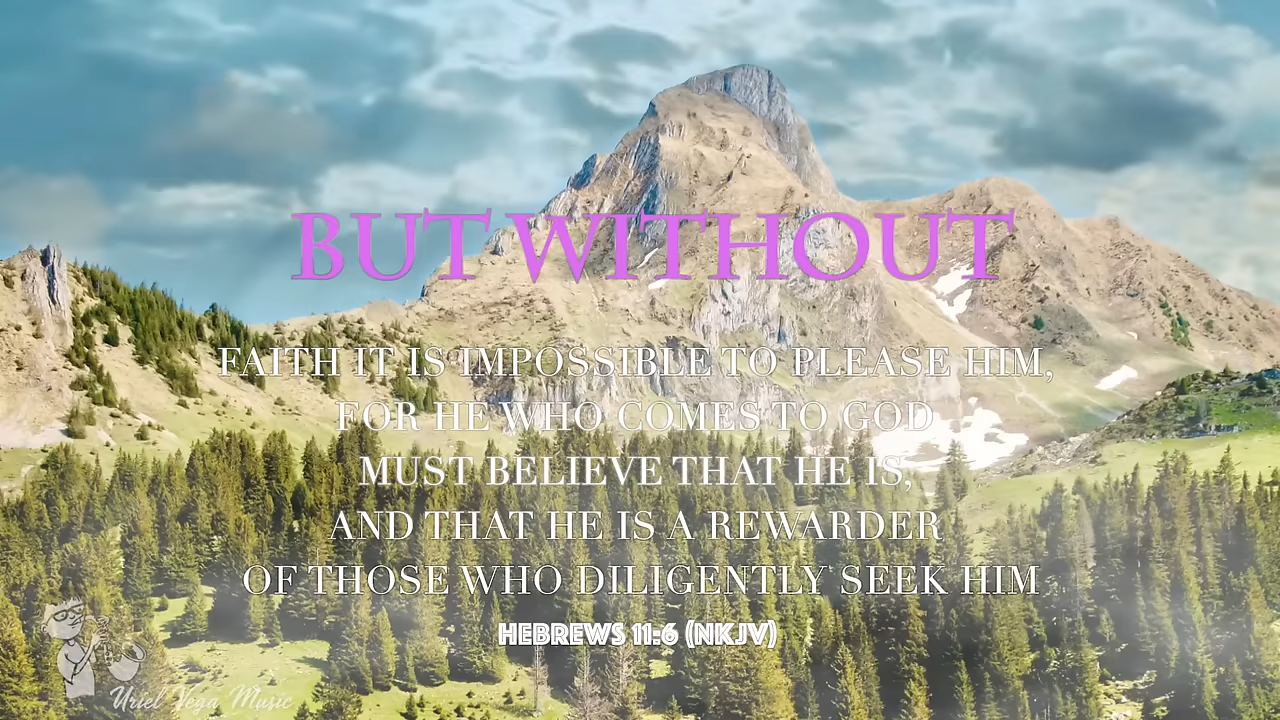 BUT WITHOUT
FAITH IT IS IMPOSSIBLE TO PLEASE HIM,
FOR HE WHO COMES TO GOD
MUST BELIEVE THAT HE IS,
AND THAT HE IS A REWARDER
OF THOSE WHO DILIGENTLY SEEK HIM
HEBREWS 11:6 (NKJV)
Uriel Vega Music